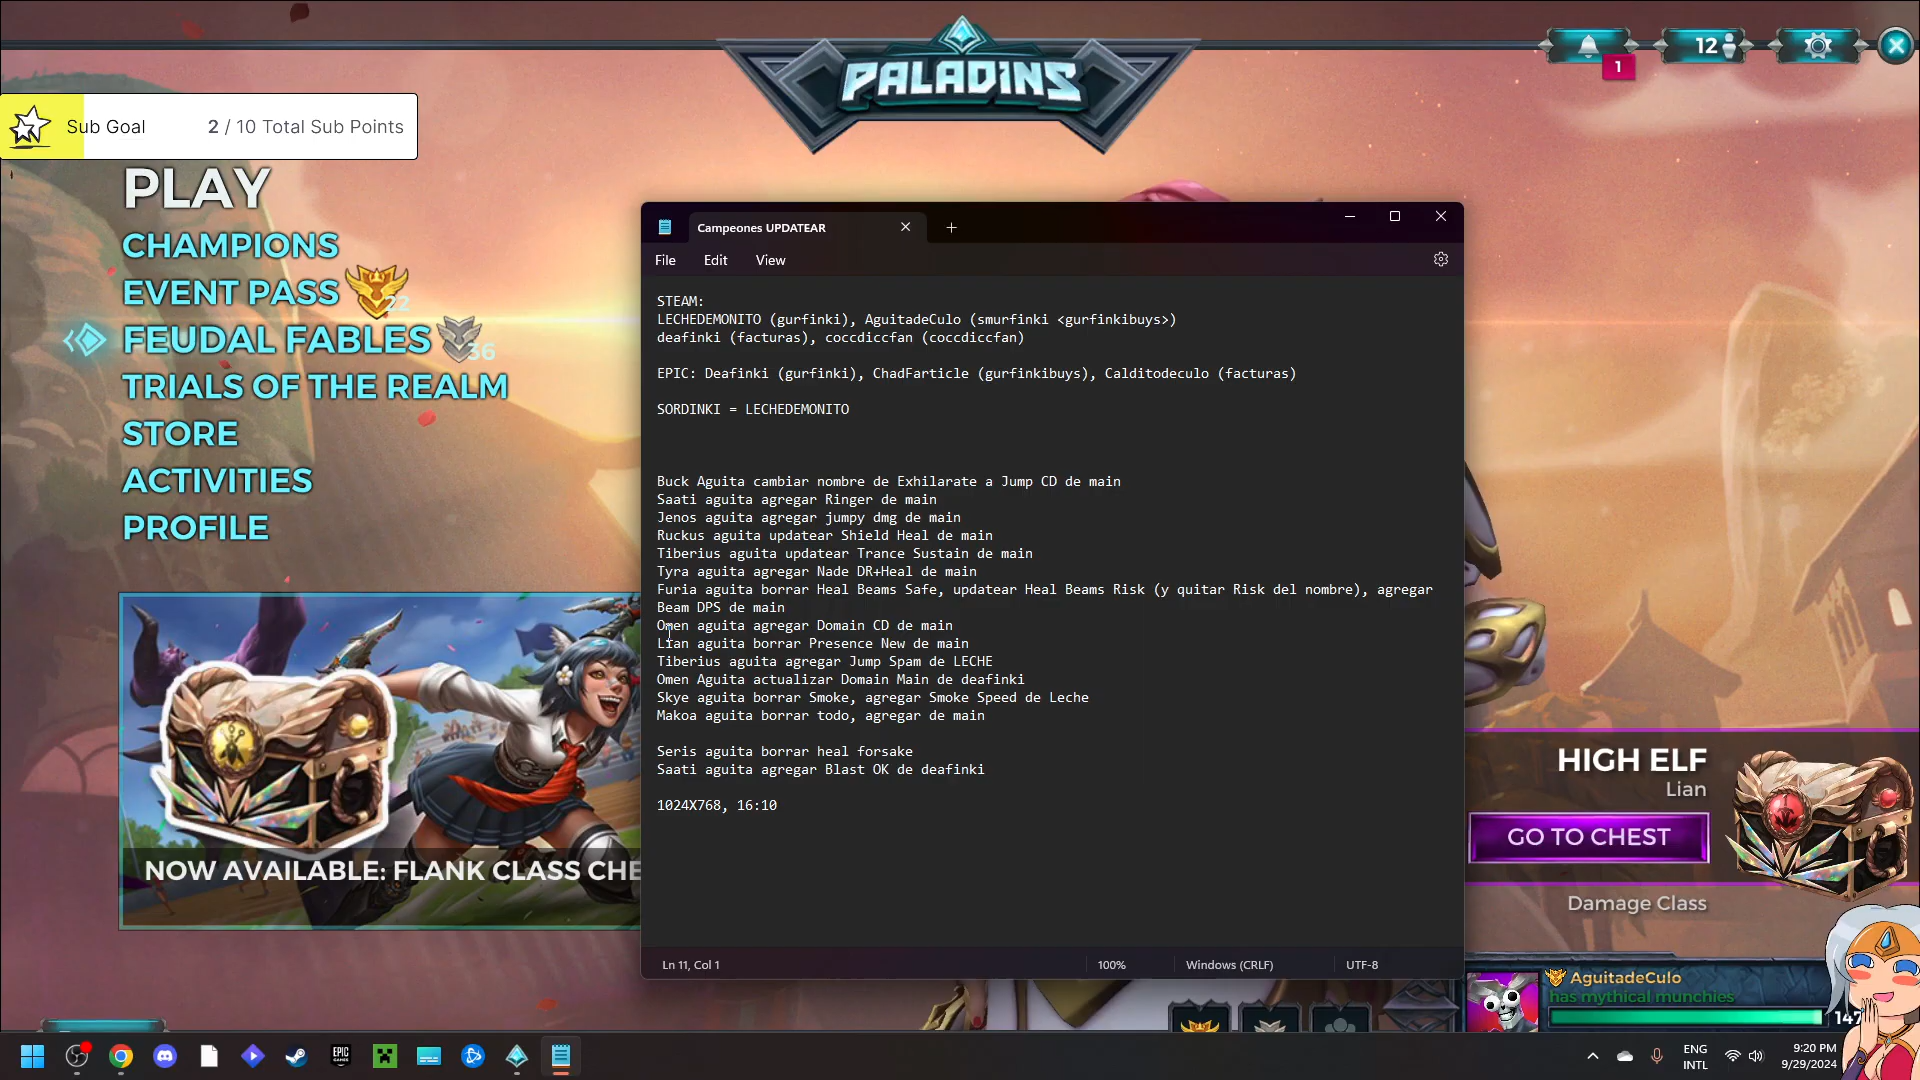 PALADINS
12
1
Sub Goal 2 / 10 Total Sub Points
PLAY
CHAMPIONS
EVENT PASS
22
FEUDAL FABLES
36
TRIALS OF THE REALM
STORE
ACTIVITIES
PROFILE
NOW AVAILABLE: FLANK CLASS CHE
Campeones UPDATEAR
File Edit View
STEAM:
LECHEDEMONITO (gurfinki), AguitadeCulo (smurfinki <gurfinkibuys>)
deafinki (facturas), coccdiccfan (coccdiccfan)
EPIC: Deafinki (gurfinki), ChadFarticle (gurfinkibuys), Calditodeculo (facturas)
SORDINKI = LECHEDEMONITO
Buck Aguita cambiar nombre de Exhilarate a Jump CD de main
Saati aguita agregar Ringer de main
Jenos aguita agregar jumpy dmg de main
Ruckus aguita updatear Shield Heal de main
Tiberius aguita updatear Trance Sustain de main
Tyra aguita agregar Nade DR+Heal de main
Furia aguita borrar Heal Beams Safe, updatear Heal Beams Risk (y quitar Risk del nombre), agregar
Beam DPS de main
Omen aguita agregar Domain CD de main
Lian aguita borrar Presence New de main
Tiberius aguita agregar Jump Spam de LECHE
Omen Aguita actualizar Domain Main de deafinki
Skye aguita borrar Smoke, agregar Smoke Speed de Leche
Makoa aguita borrar todo, agregar de main
Seris aguita borrar heal forsake
Saati aguita agregar Blast OK de deafinki
1024X768, 16:10
Ln 11, Col 1 100% Windows (CRLF) UTF-8
HIGH ELF
Lian
GO TO CHEST
Damage Class
AguitadeCulo
has mythical munchies
147
EPIC GAMES
ENG
INTL
9:20 PM
9/29/2024